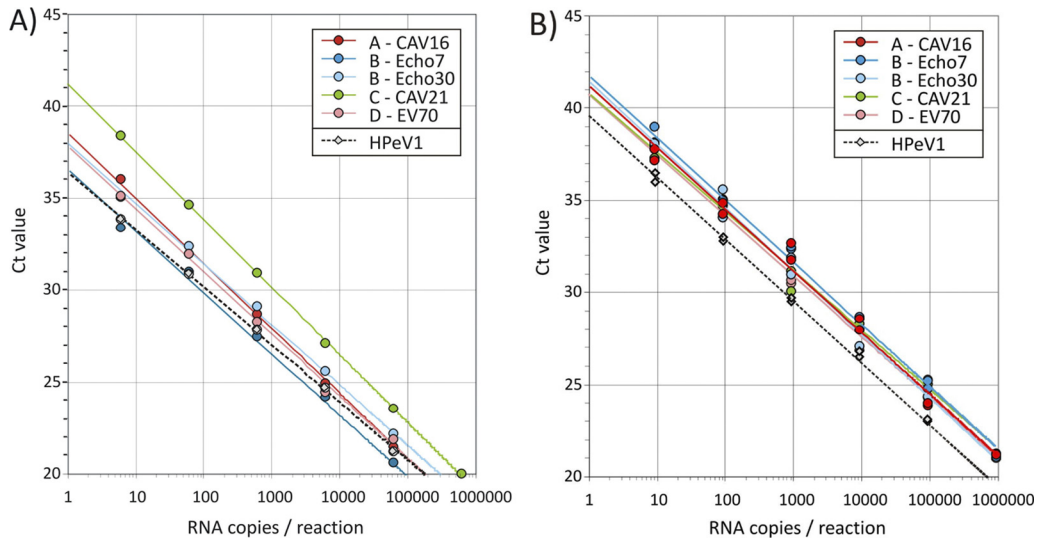 A)
45
40
35
30
25
20
Ct value
1 10 100 1000 10000 100000 1000000
RNA copies / reaction
A - CAV16
B - Echo7
B - Echo30
C - CAV21
D - EV70
HPeV1
B)
45
40
35
30
25
20
Ct value
1 10 100 1000 10000 100000 1000000
RNA copies / reaction
A - CAV16
B - Echo7
B - Echo30
C - CAV21
D - EV70
HPeV1